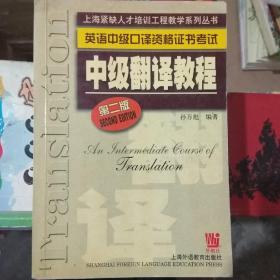 上海紧缺人才培训工程教学系列丛书
英语中级口译资格证书考试
中级翻译教程
第二版
SECOND EDITION
孙万彪 编著
An Intermediate Course of
Translation
Translation
译
外教社
上海外语教育出版社
SHANGHAI FOREIGN LANGUAGE EDUCATION PRESS